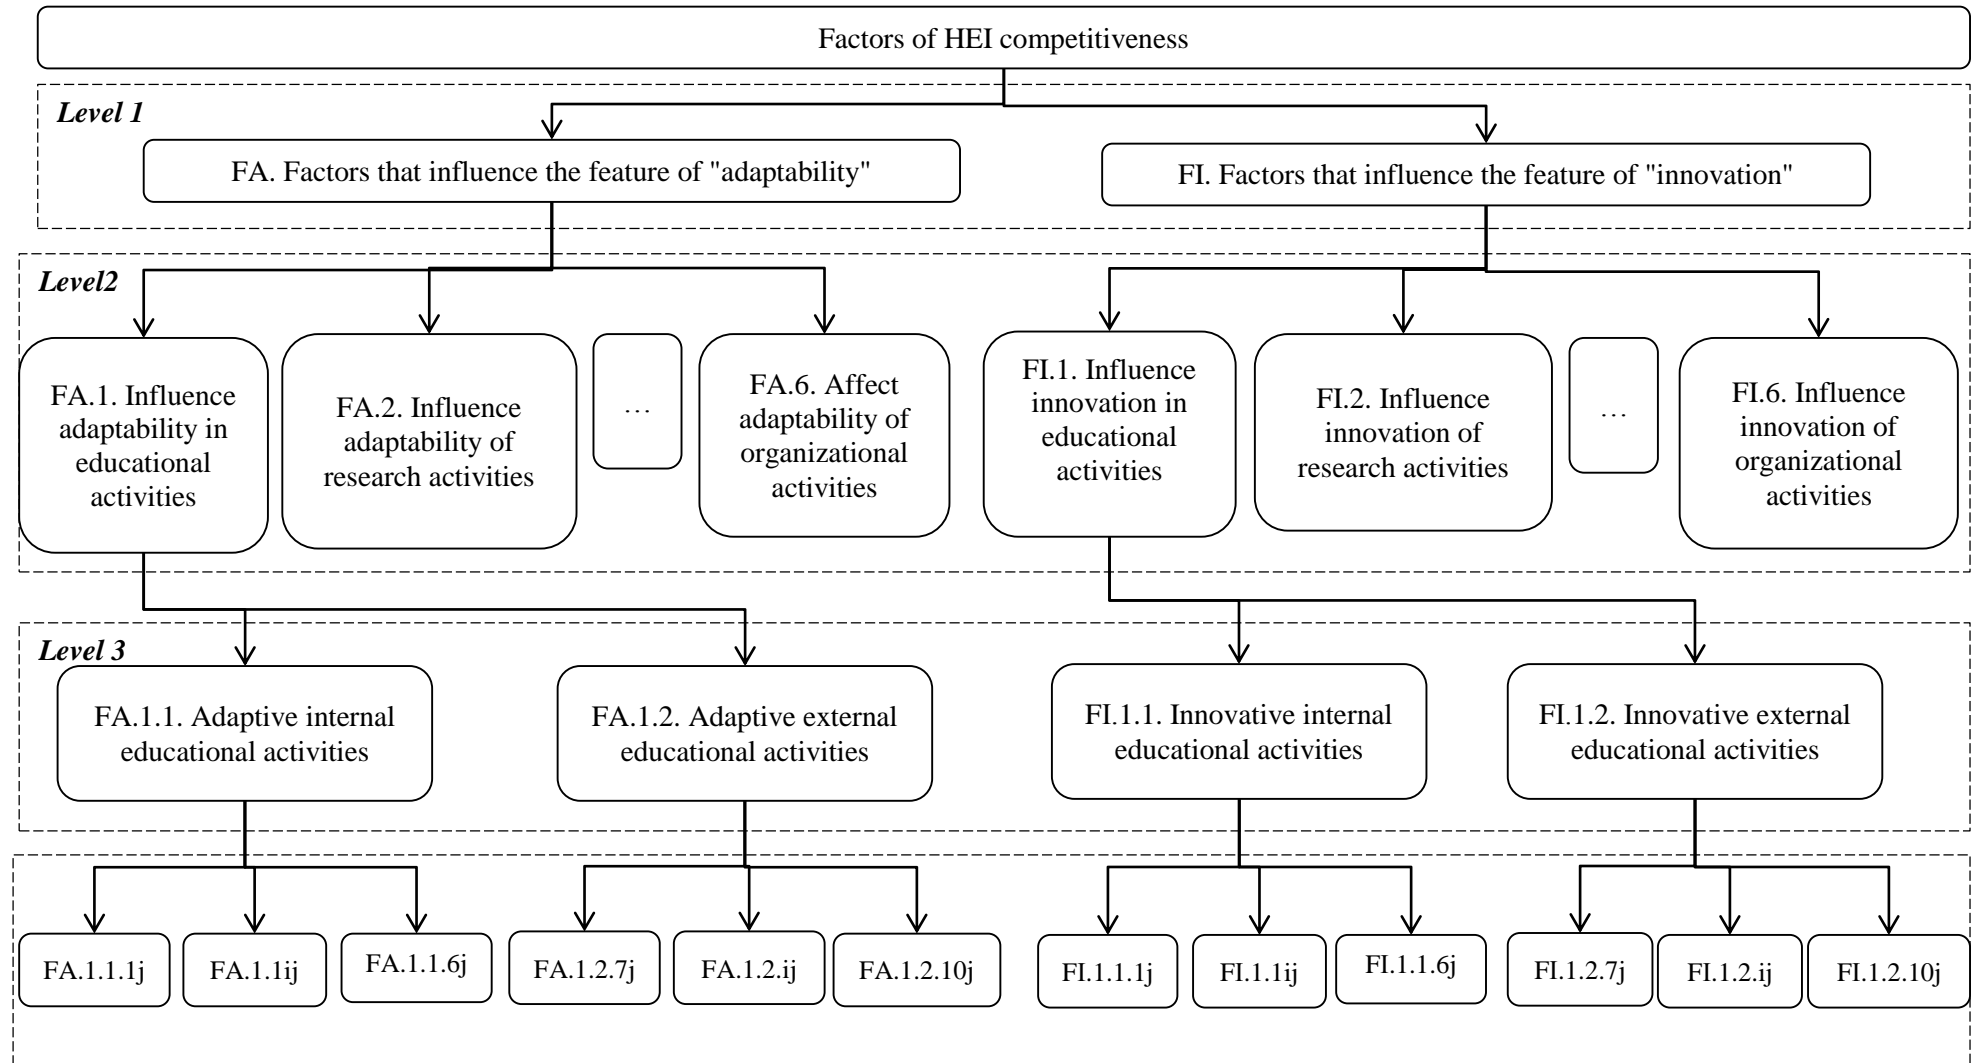 Factors of HEI competitiveness
Level 1
FA. Factors that influence the feature of "adaptability"
FI. Factors that influence the feature of "innovation"
Level2
FA.1. Influence
adaptability in
educational
activities
FA.2. Influence
adaptability of
research activities
…
FA.6. Affect
adaptability of
organizational
activities
FI.1. Influence
innovation in
educational
activities
FI.2. Influence
innovation of
research activities
…
FI.6. Influence
innovation of
organizational
activities
Level 3
FA.1.1. Adaptive internal
educational activities
FA.1.2. Adaptive external
educational activities
FI.1.1. Innovative internal
educational activities
FI.1.2. Innovative external
educational activities
FA.1.1.1j
FA.1.1ij
FA.1.1.6j
FA.1.2.7j
FA.1.2.ij
FA.1.2.10j
FI.1.1.1j
FI.1.1ij
FI.1.1.6j
FI.1.2.7j
FI.1.2.ij
FI.1.2.10j